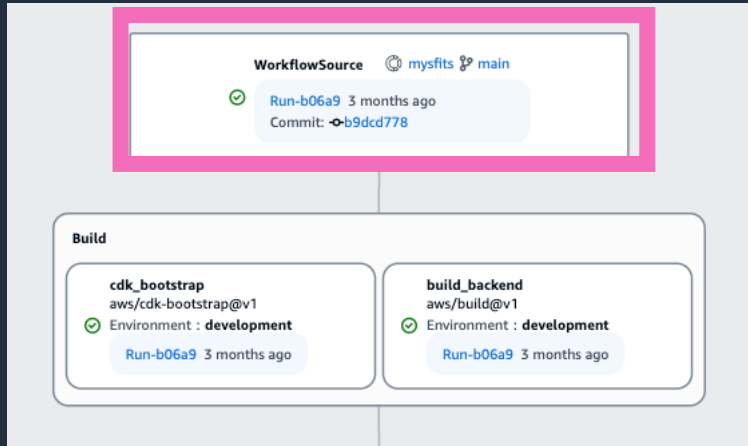 WorkflowSource mysfits main
Run-b06a9 3 months ago
Commit: b9dcd778
Build
cdk_bootstrap
aws/cdk-bootstrap@v1
Environment : development
Run-b06a9 3 months ago
build_backend
aws/build@v1
Environment : development
Run-b06a9 3 months ago